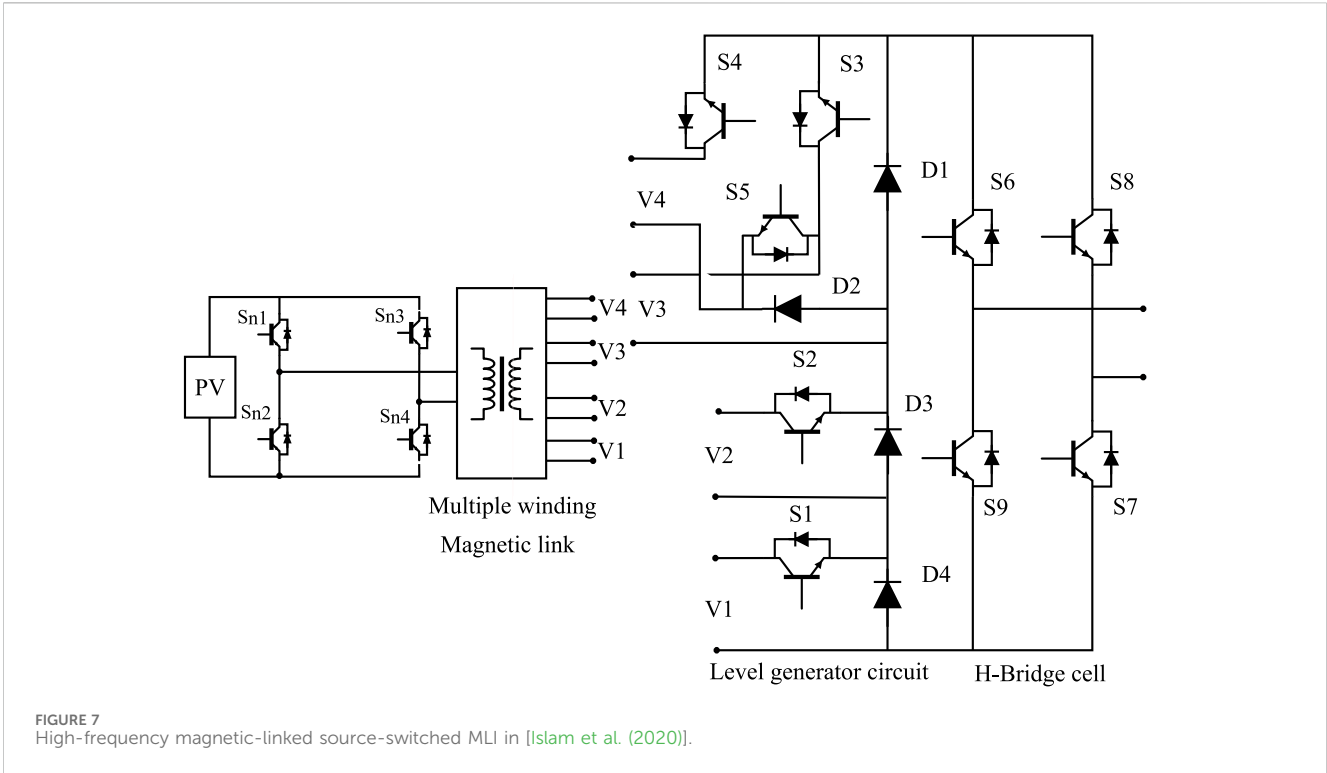 S4
S3
D1
S6
S8
S5
V4
D2
V4
V3
Sn1
Sn3
V3
S2
D3
PV
Sn2
Sn4
V2
V2
V1
S9
S7
Multiple winding
Magnetic link
S1
D4
V1
Level generator circuit
H-Bridge cell
FIGURE 7
High-frequency magnetic-linked source-switched MLI in [Islam et al. (2020)].